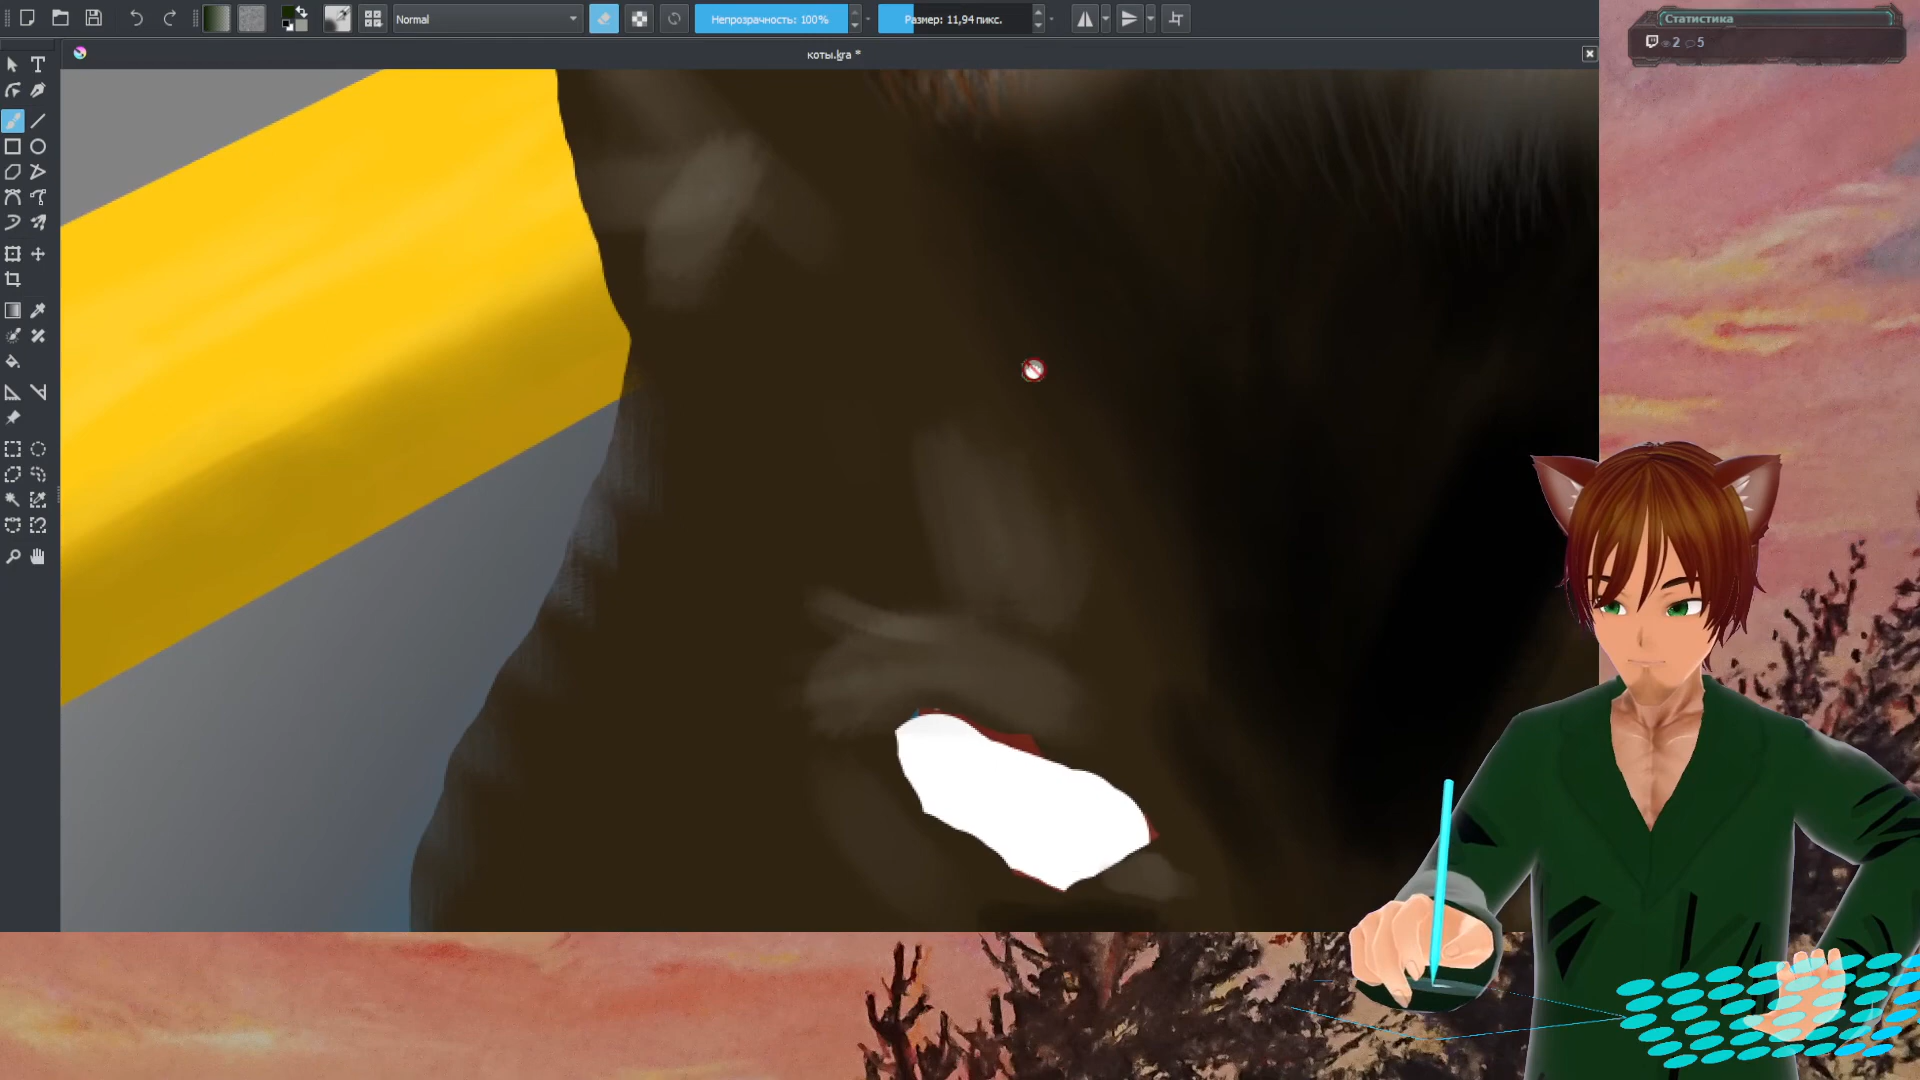 Normal
Непрозрачность: 100%
Размер: 11,94 пикс.
Статистика
2 5
коты.kra *